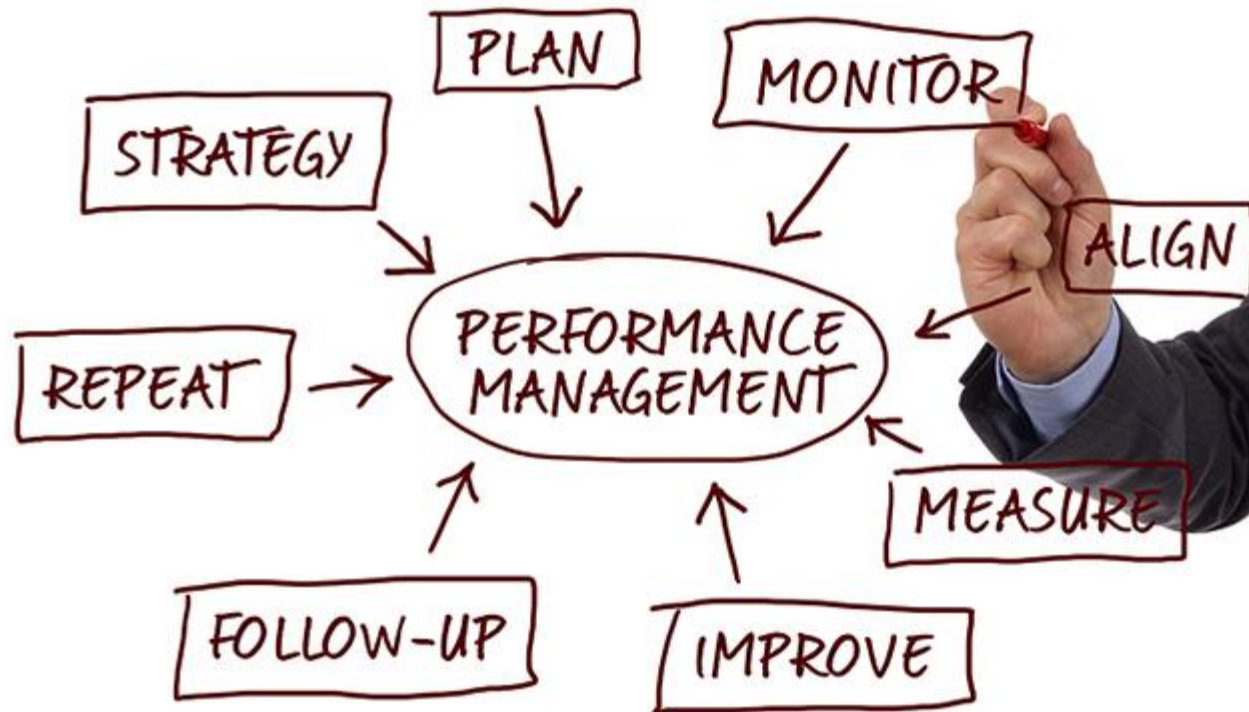 PLAN
MONITOR
STRATEGY
ALIGN
PERFORMANCE
MANAGEMENT
REPEAT
MEASURE
FOLLOW-UP
IMPROVE